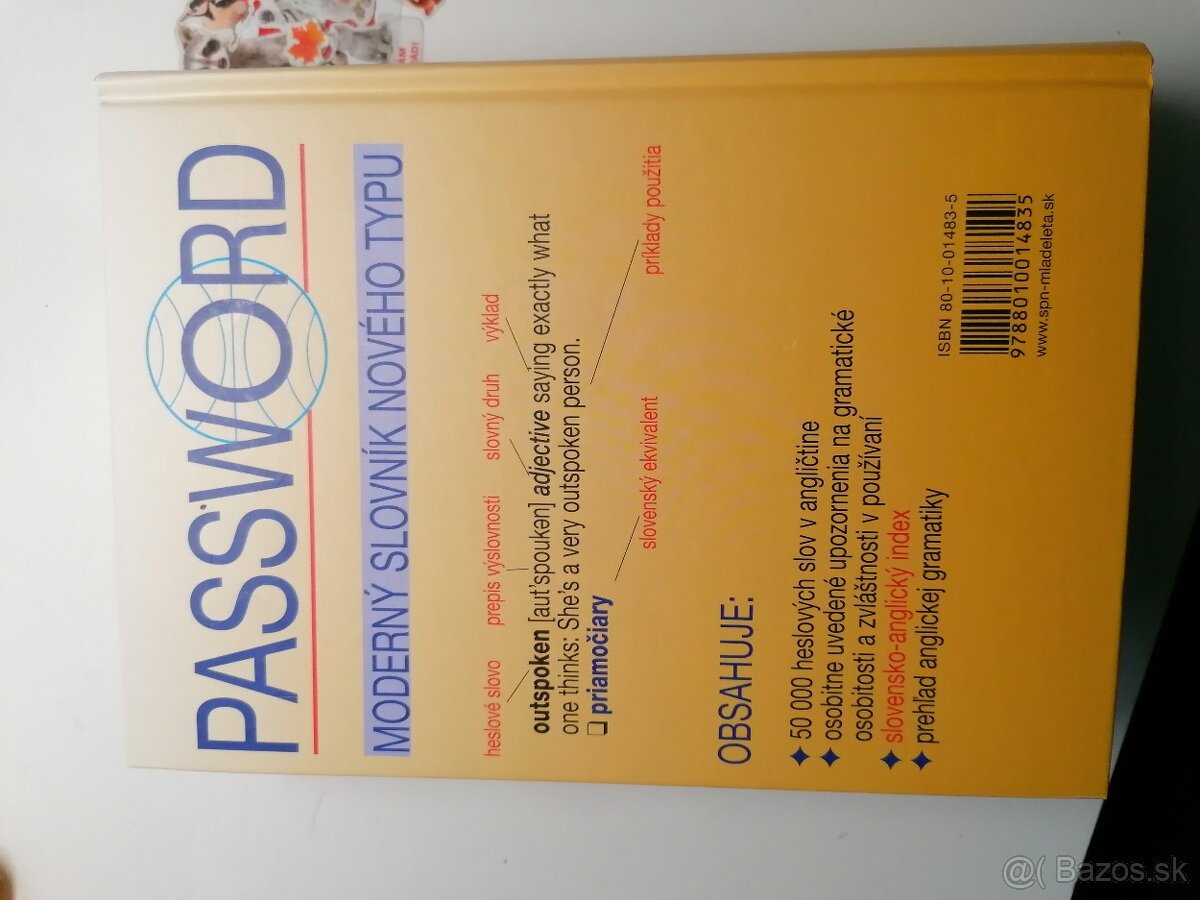 PASSWORD
MODERNÝ SLOVNÍK NOVÉHO TYPU
heslové slovo prepis výslovnosti slovný druh výklad
outspoken [autˈspoukən] adjective saying exactly what
one thinks: She's a very outspoken person.
❑ priamočiary
slovenský ekvivalent príklady použitia
OBSAHUJE:
✦ 50 000 heslových slov v angličtine
✦ osobitne uvedené upozornenia na gramatické
osobitosti a zvláštnosti v používaní
✦ slovensko-anglický index
✦ prehľad anglickej gramatiky
ISBN 80-10-01483-5
9788010014835
www.spn-mladeleta.sk
@( Bazos.sk